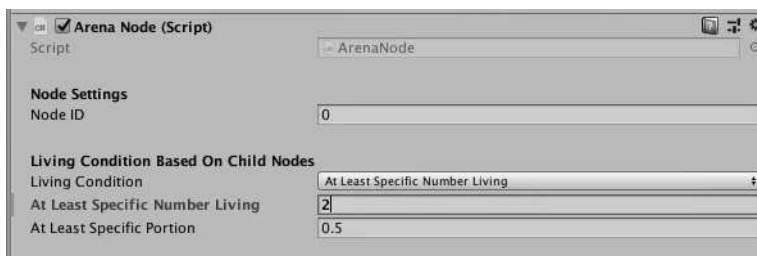 Arena Node (Script)
Script ArenaNode
Node Settings
Node ID 0
Living Condition Based On Child Nodes
Living Condition At Least Specific Number Living
At Least Specific Number Living 2
At Least Specific Portion 0.5